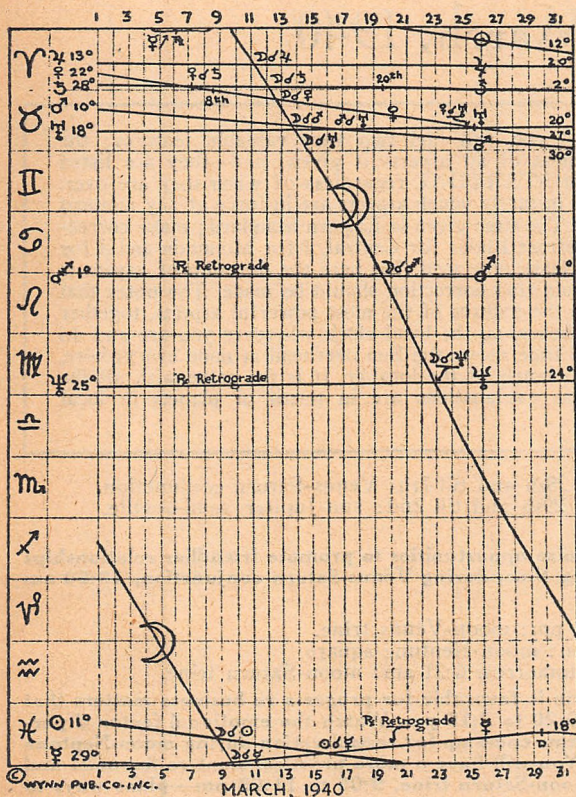 1 3 5 7 9 11 13 15 17 19 21 23 25 27 29 31
☿↗ ℞ ☉ 12°
♈ ♃ 13° ☽☌♃ ♃ 20°
♀ 22° ♀☌♄ ☽☌♄ 20th
♄ 28° 8th ☽☌♀ ♄ 2°
♉ ♂ 10° ☽☌♂ ♂☌♅ ♀ ♀☌♅ ♅ 20°
♅ 18° 27°
☽☌♅ ♂ 30°
♊
♋
1° ℞ Retrograde 1°
♌
♍ ☽☌♆ ♆
♆ 25° ℞ Retrograde 24°
♎
♏
♐
♑
♒
♓ ☉ 11° ☽☌☉ ℞ Retrograde ☿ 18°
☉☌☿ D
☿ 29° ☽☌☿
1 3 5 7 9 11 13 15 17 19 21 23 25 27 29 31
© WYNN PUB. CO. INC. MARCH, 1940